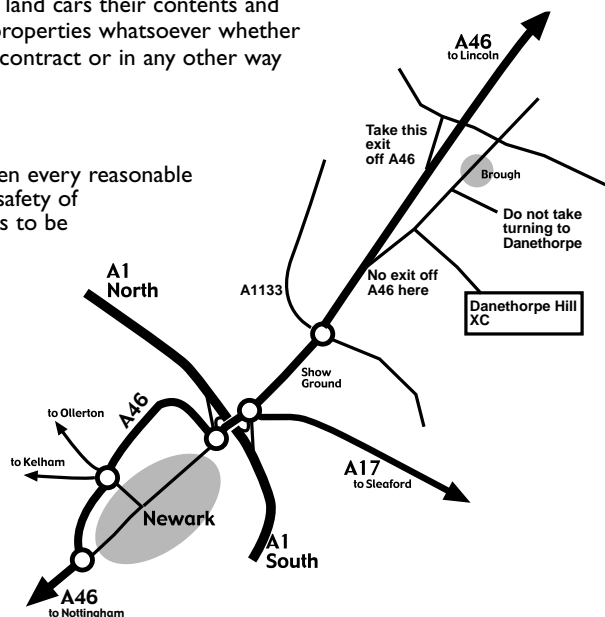 land cars their contents and
properties whatsoever whether
contract or in any other way
en every reasonable
safety of
s to be
A46
to Lincoln
Take this
exit
off A46
Brough
Do not take
turning to
Danethorpe
No exit off
A46 here
Danethorpe Hill
XC
A1133
A1
North
Show
Ground
A46
to Ollerton
to Kelham
A17
to Sleaford
Newark
A1
South
A46
to Nottingham